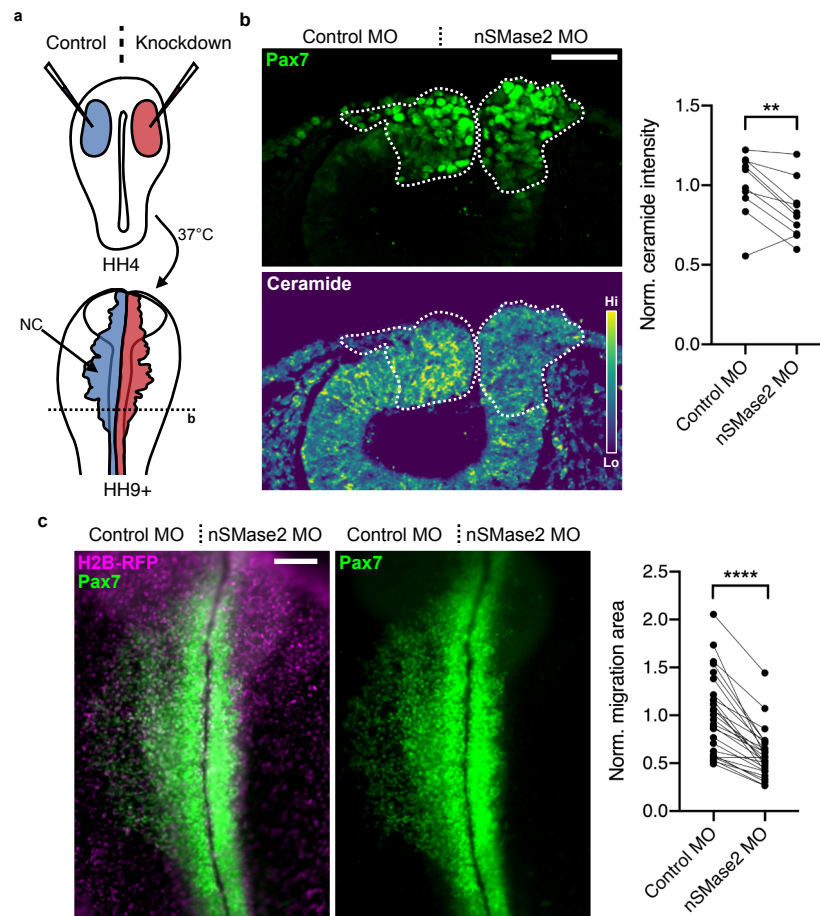 a
Control
Knockdown
HH4
37°C
NC
b
HH9+
b
Control MO
nSMase2 MO
Pax7
Ceramide
Hi
Lo
Norm. ceramide intensity
1.5
1.0
0.5
0.0
**
Control MO
nSMase2 MO
c
Control MO
nSMase2 MO
Control MO
nSMase2 MO
H2B-RFP
Pax7
Pax7
Norm. migration area
2.5
2.0
1.5
1.0
0.5
0.0
****
Control MO
nSMase2 MO